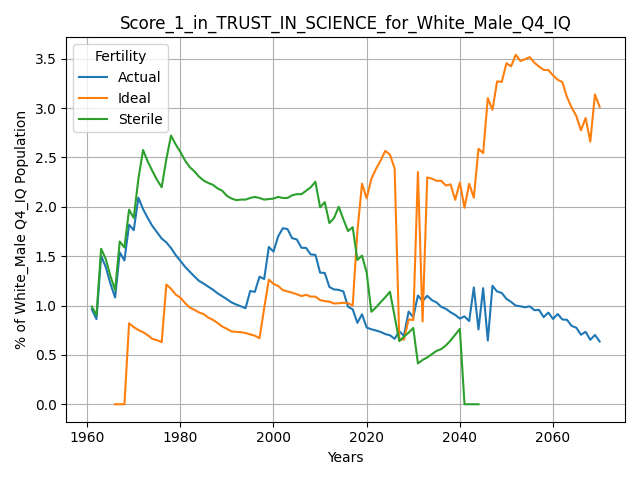 Score_1_in_TRUST_IN_SCIENCE_for_White_Male_Q4_IQ
Fertility
Actual
Ideal
Sterile
% of White_Male Q4_IQ Population
3.5
3.0
2.5
2.0
1.5
1.0
0.5
0.0
1960 1980 2000 2020 2040 2060
Years